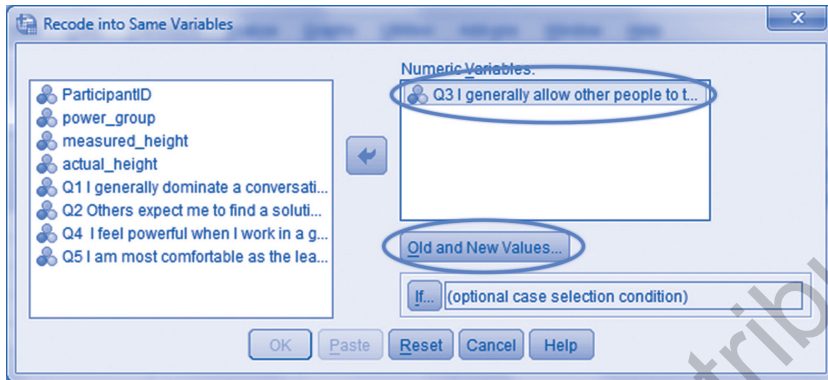 Recode into Same Variables
Numeric Variables:
ParticipantID
power_group
measured_height
actual_height
Q1 I generally dominate a conversati...
Q2 Others expect me to find a soluti...
Q4 I feel powerful when I work in a g...
Q5 I am most comfortable as the lea...
Q3 I generally allow other people to t...
Old and New Values...
If... (optional case selection condition)
OK Paste Reset Cancel Help